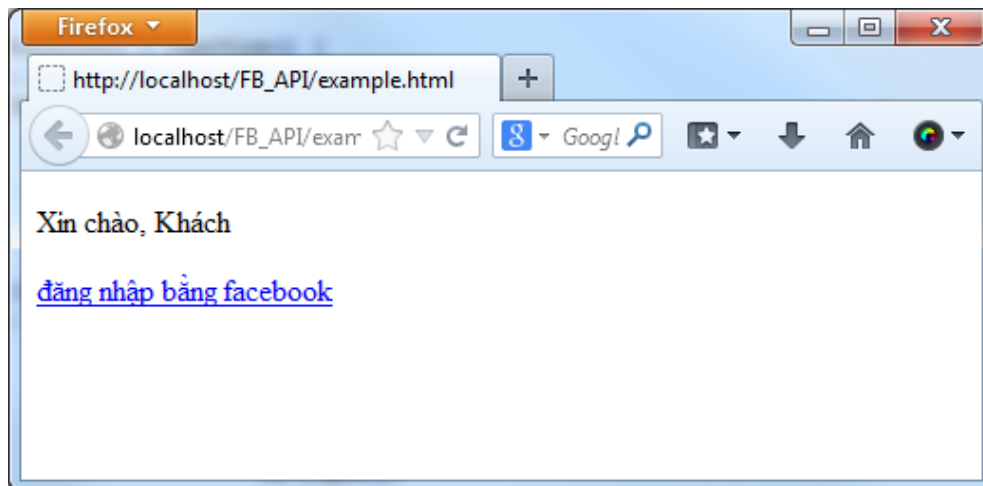 Firefox
http://localhost/FB_API/example.html
localhost/FB_API/exam
Googl
Xin chào, Khách
đăng nhập bằng facebook